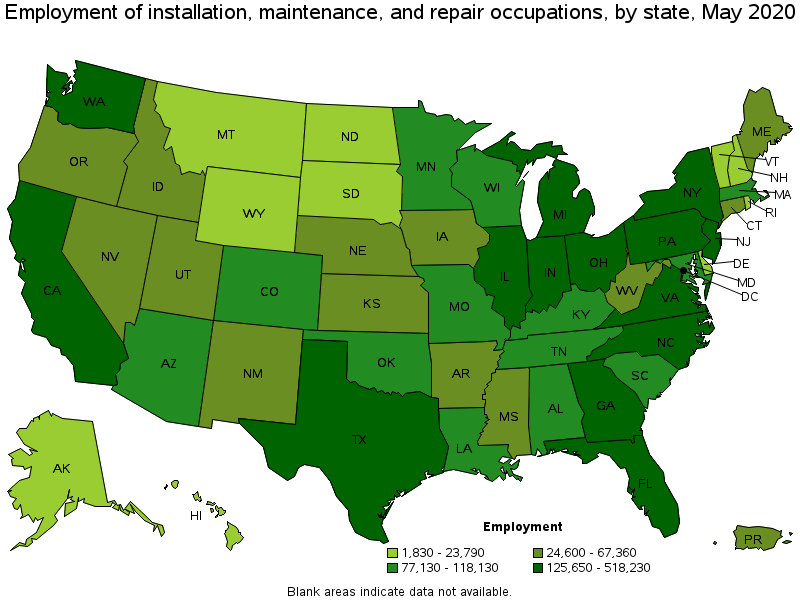 Employment of installation, maintenance, and repair occupations, by state, May 2020
WA
MT
ND
MN
ME
OR
ID
SD
WI
VT
NH
MA
RI
CT
WY
MI
NY
NV
NE
IA
PA
NJ
UT
CO
IL
IN
OH
DE
MD
DC
CA
KS
MO
WV
VA
KY
AZ
NM
OK
AR
TN
NC
SC
TX
LA
MS
AL
GA
FL
AK
HI
PR
Employment
1,830 - 23,790 24,600 - 67,360
77,130 - 118,130 125,650 - 518,230
Blank areas indicate data not available.